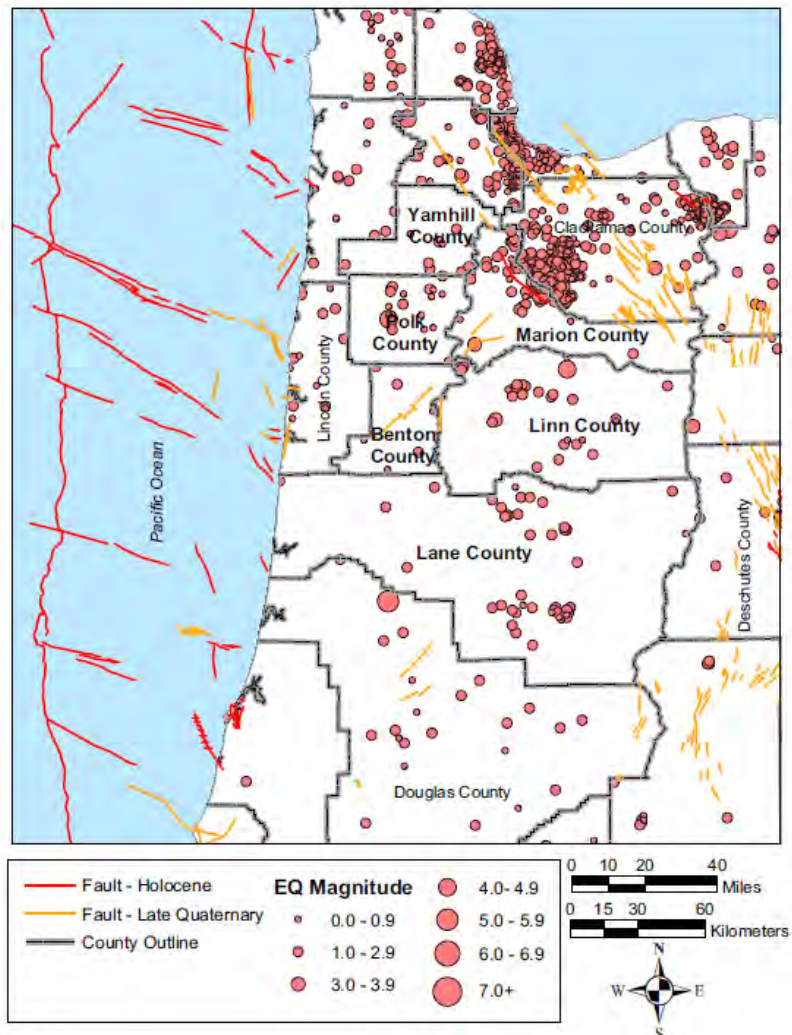 Yamhill
County
Clackamas County
Polk
County
Marion County
Lincoln County
Benton
County
Linn County
Pacific Ocean
Lane County
Deschutes County
Douglas County
Fault - Holocene
Fault - Late Quaternary
County Outline
EQ Magnitude
0.0 - 0.9
1.0 - 2.9
3.0 - 3.9
4.0- 4.9
5.0 - 5.9
6.0 - 6.9
7.0+
0 10 20 40
Miles
0 15 30 60
Kilometers
N
W E
S